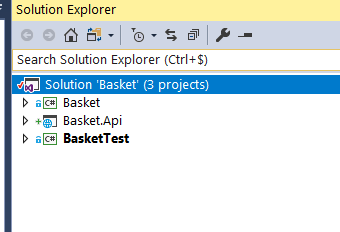 Solution Explorer
Search Solution Explorer (Ctrl+$)
Solution 'Basket' (3 projects)
C# Basket
Basket.Api
C# BasketTest